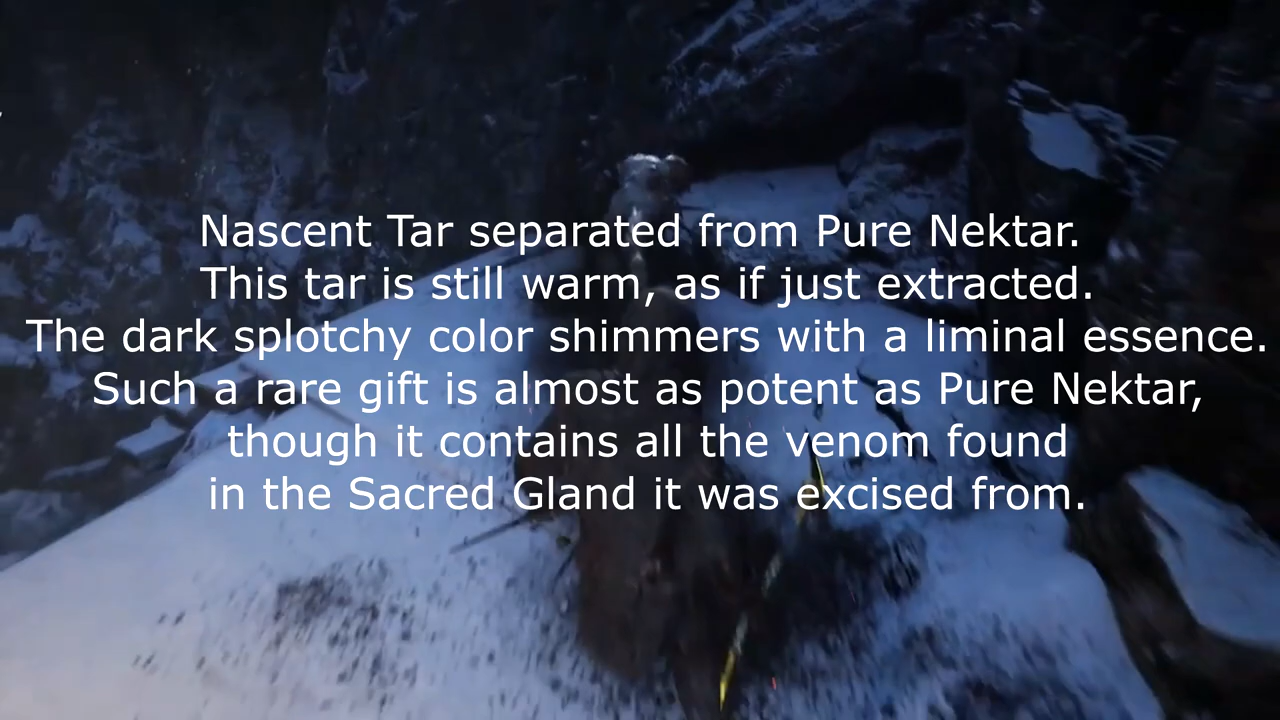 Nascent Tar separated from Pure Nektar.
This tar is still warm, as if just extracted.
The dark splotchy color shimmers with a liminal essence.
Such a rare gift is almost as potent as Pure Nektar,
though it contains all the venom found
in the Sacred Gland it was excised from.